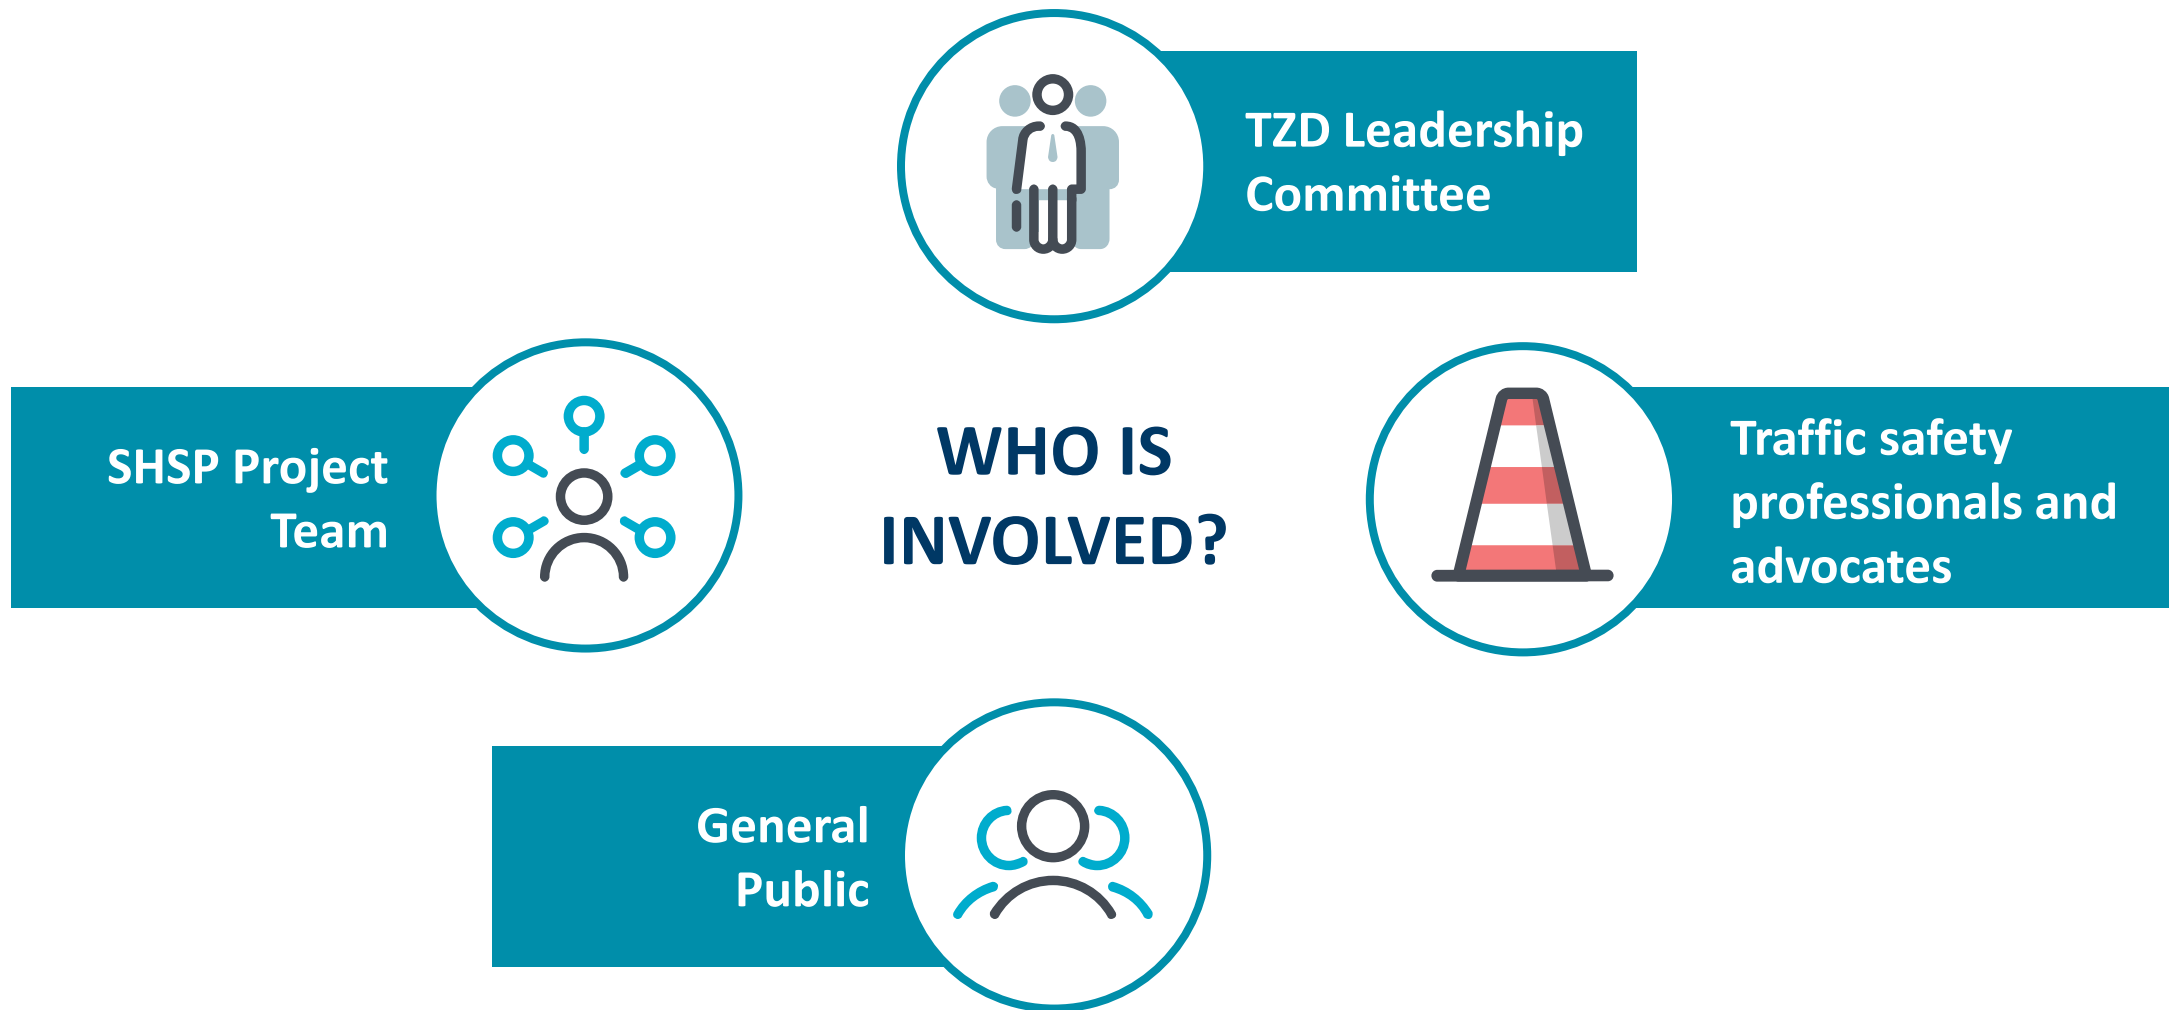 TZD Leadership
Committee
SHSP Project
Team
WHO IS
INVOLVED?
Traffic safety
professionals and
advocates
General
Public